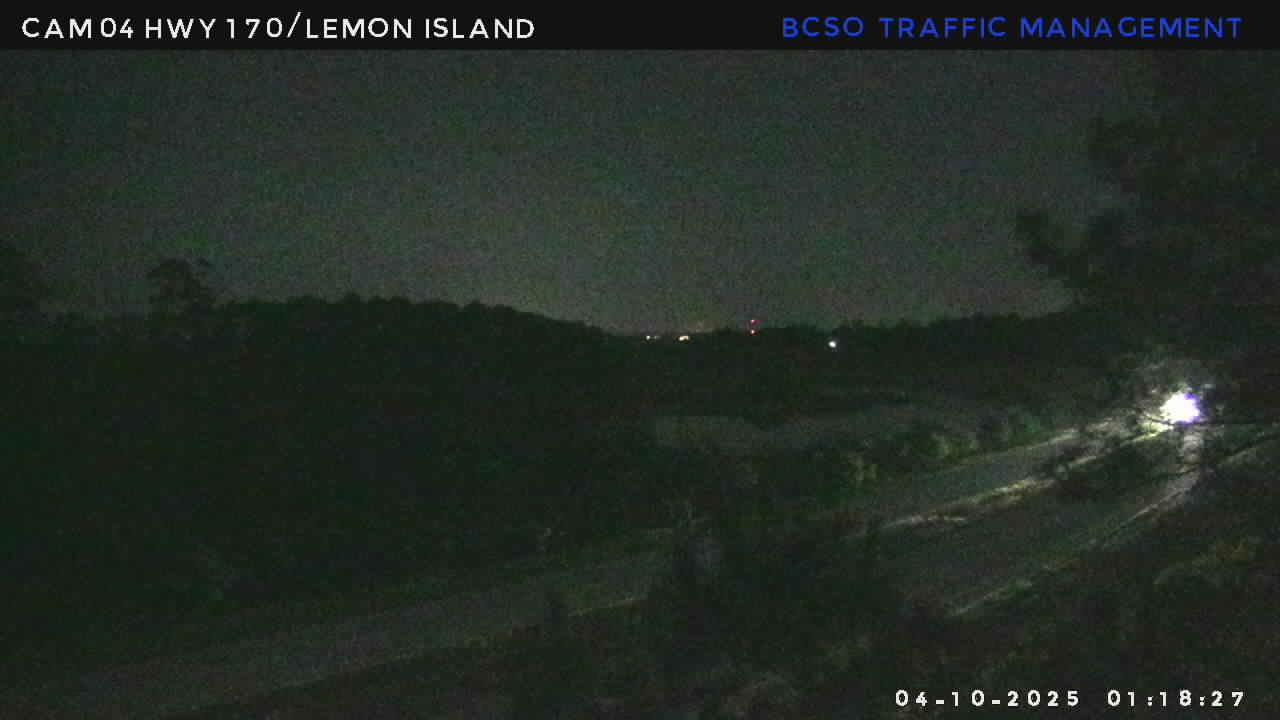 CAM04 HWY 170/LEMON ISLAND
BCSO TRAFFIC MANAGEMENT
04-10-2025 01:18:27